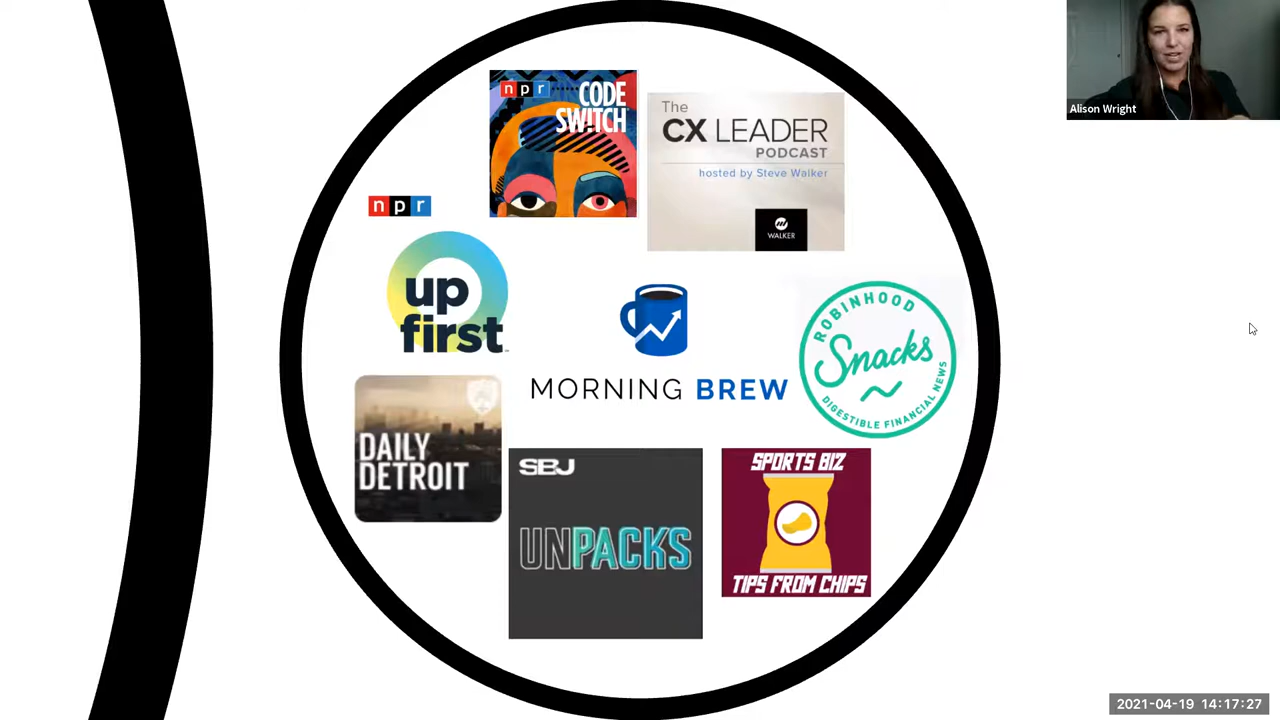 npr
CODE
SW!TCH
The
CX LEADER
PODCAST
hosted by Steve Walker
WALKER
npr
up
first
MORNING BREW
ROBINHOOD
Snacks
DIGESTIBLE FINANCIAL NEWS
DAILY
DETROIT
SBJ
UNPACKS
SPORTS BIZ
TIPS FROM CHIPS
Alison Wright
2021-04-19 14:17:27